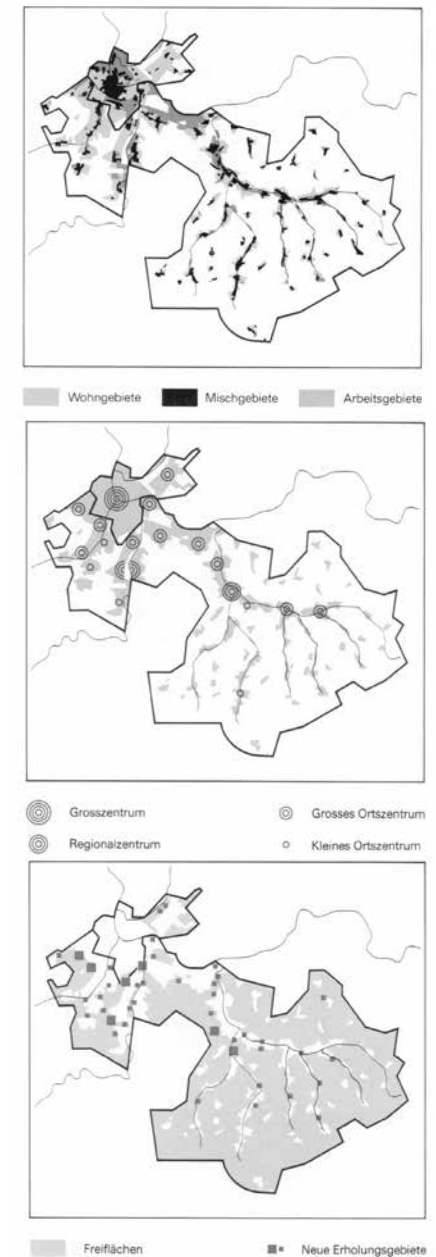 Wohngebiete Mischgebiete Arbeitsgebiete
Grosszentrum Grosses Ortszentrum
Regionalzentrum Kleines Ortszentrum
Freiflächen Neue Erholungsgebiete